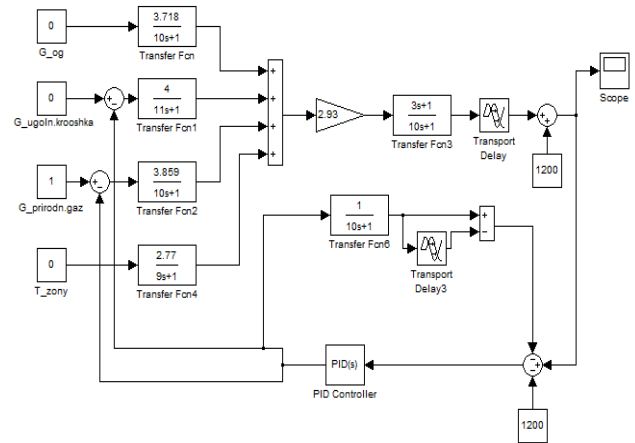 0
G_og
3.718
10s+1
Transfer Fcn
0
G_ugoln.krooshka
+
−
4
11s+1
Transfer Fcn1
1
G_prirodn.gaz
+
−
3.859
10s+1
Transfer Fcn2
0
T_zony
2.77
9s+1
Transfer Fcn4
+
+
+
+
2.93
3s+1
10s+1
Transfer Fcn3
Transport
Delay
+
+
1200
Scope
1
10s+1
Transfer Fcn6
Transport
Delay3
+
−
PID(s)
PID Controller
−
+
−
1200